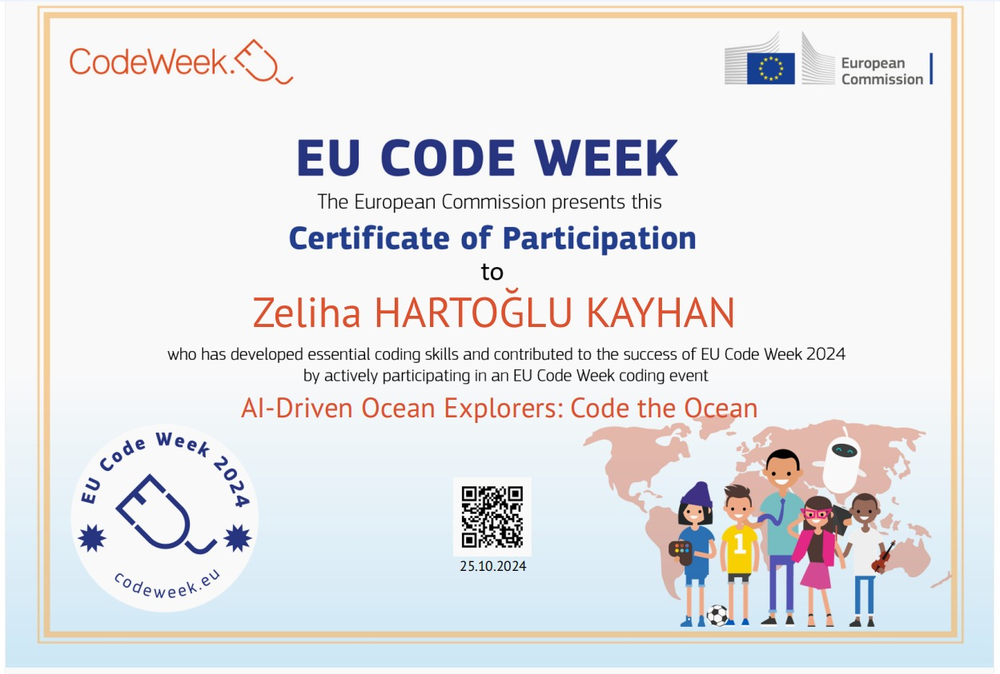 CodeWeek.EU
European
Commission
EU CODE WEEK
The European Commission presents this
Certificate of Participation
to
Zeliha HARTOĞLU KAYHAN
who has developed essential coding skills and contributed to the success of EU Code Week 2024
by actively participating in an EU Code Week coding event
AI-Driven Ocean Explorers: Code the Ocean
EU Code Week 2024
EU
codeweek.eu
25.10.2024
1